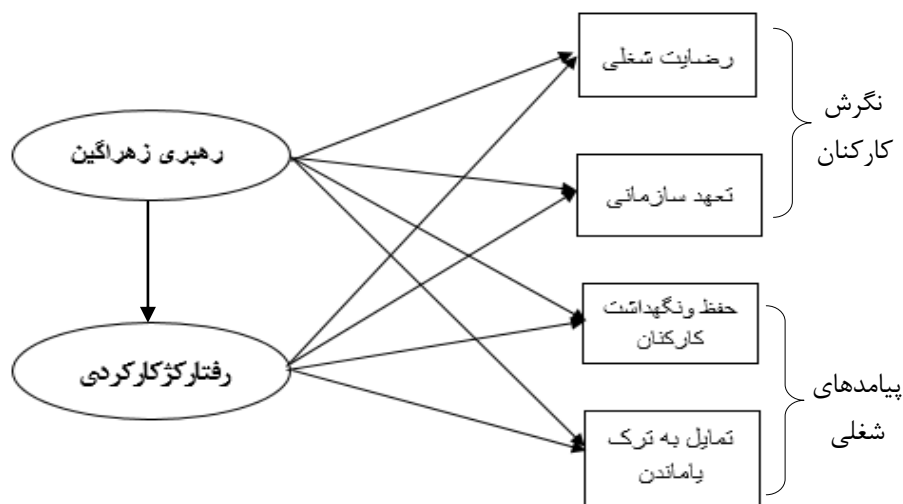 رضایت شغلی
نگرش
کارکنان
رهبری زهراگین
تعهد سازمانی
حفظ ونگهداشت
کارکنان
رفتارکژکارکردی
پیامدهای
شغلی
تمایل به ترک
یاماندن